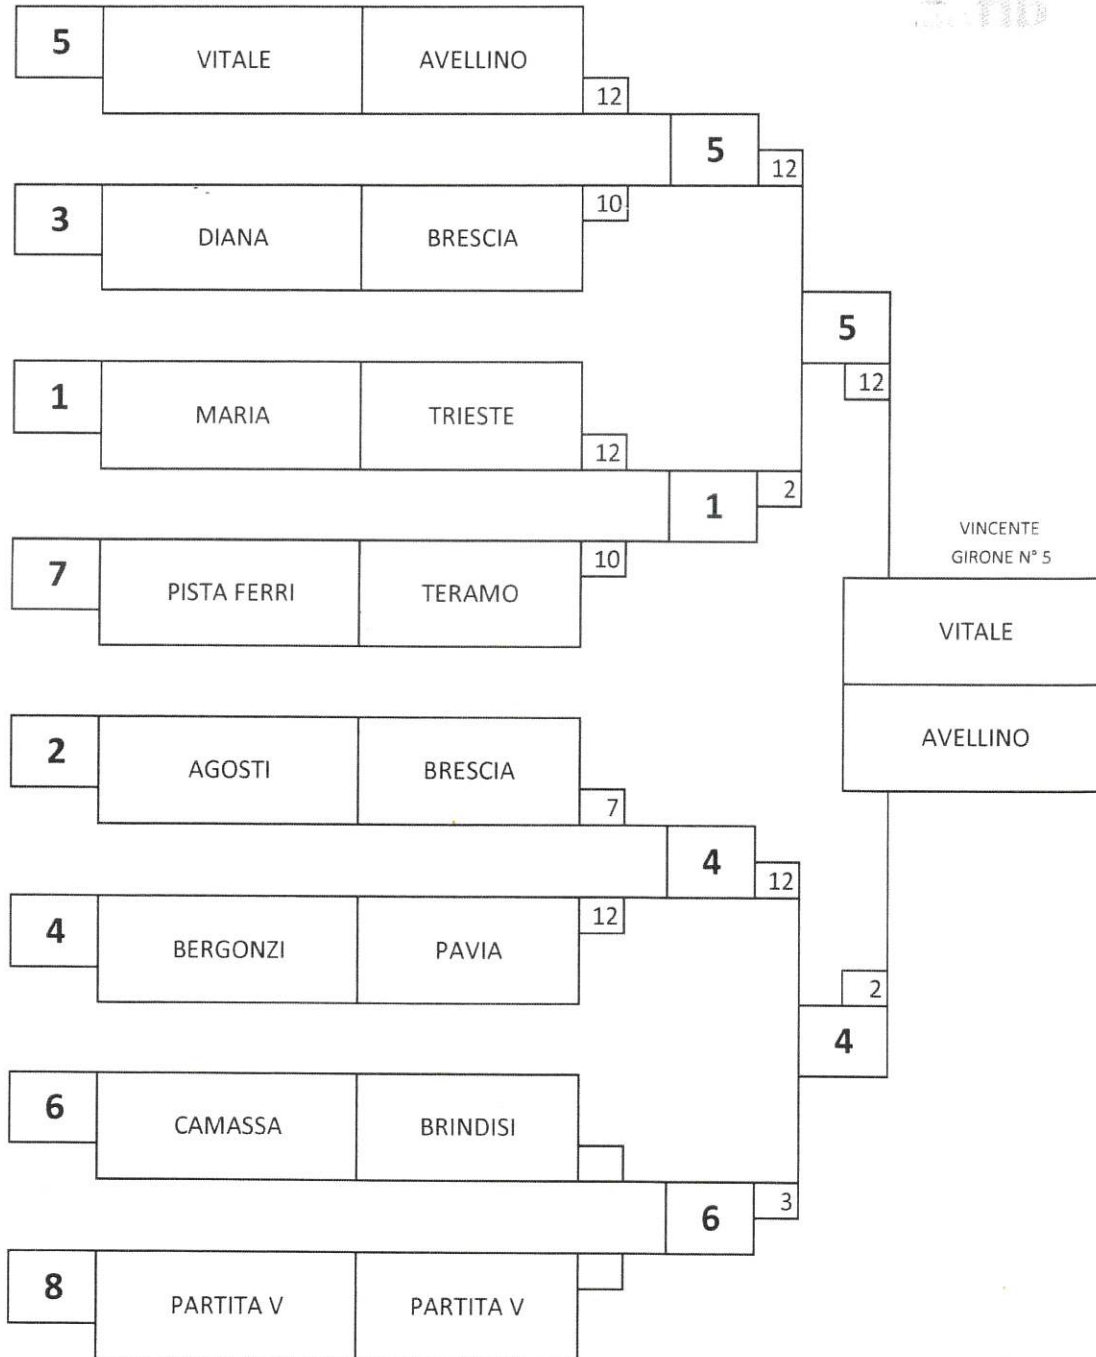 5 VITALE AVELLINO
12
5
12
3 DIANA BRESCIA
10
5
12
1 MARIA TRIESTE
12
1
2
7 PISTA FERRI TERAMO
10
VINCENTE
GIRONE N° 5
VITALE
AVELLINO
2 AGOSTI BRESCIA
7
4
12
4 BERGONZI PAVIA
12
2
4
6 CAMASSA BRINDISI
6
3
8 PARTITA V PARTITA V